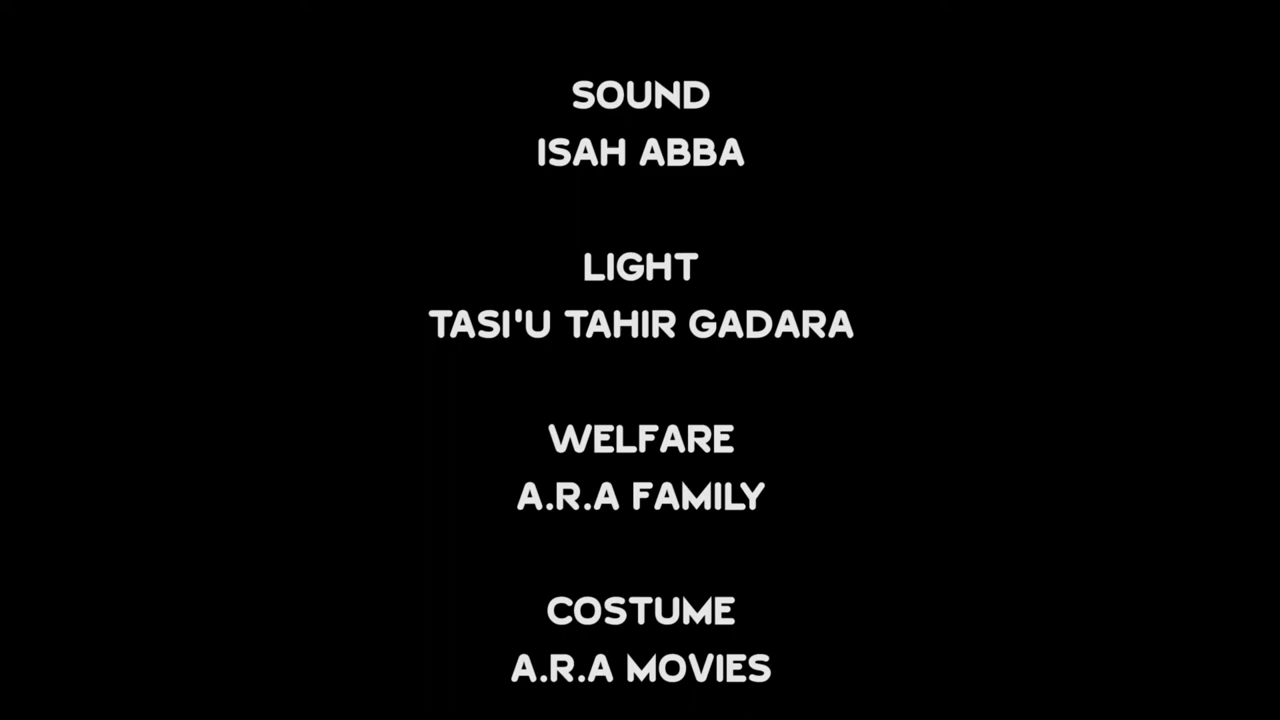 SOUND
ISAH ABBA
LIGHT
TASI'U TAHIR GADARA
WELFARE
A.R.A FAMILY
COSTUME
A.R.A MOVIES